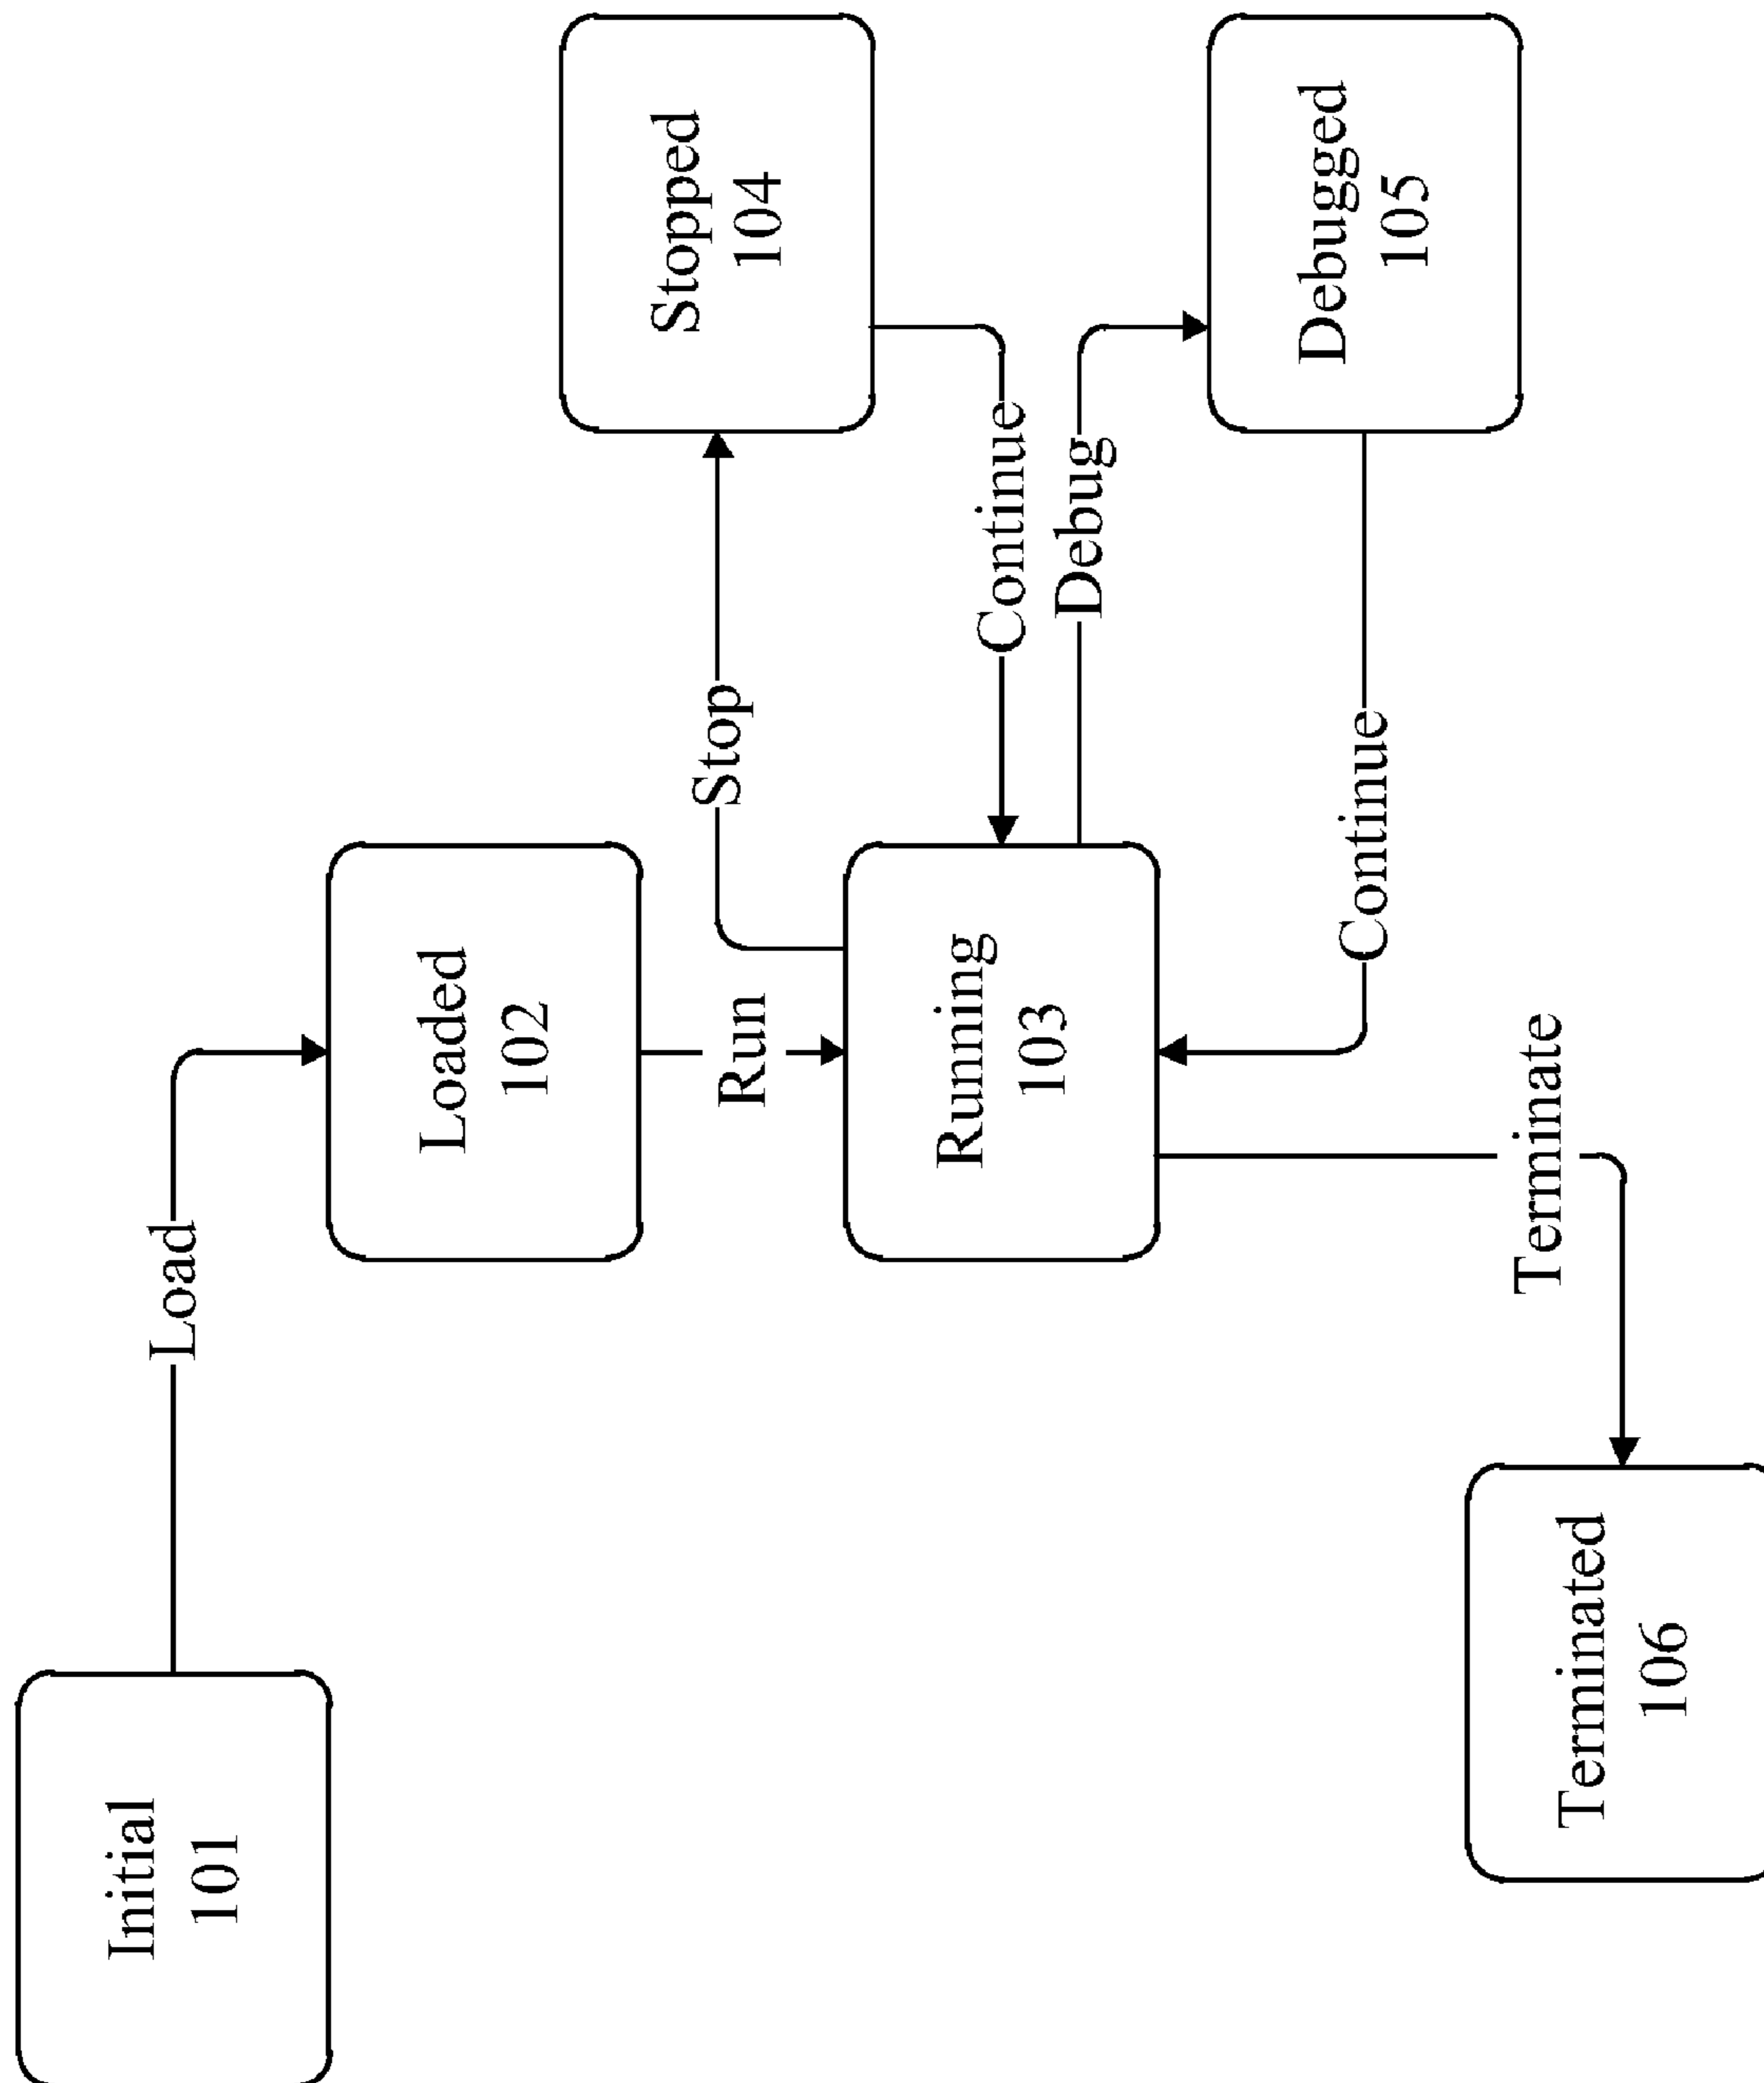 Initial
101
Load
Loaded
102
Run
Running
103
Stop
Stopped
104
Continue
Debug
Debugged
105
Continue
Terminate
Terminated
106